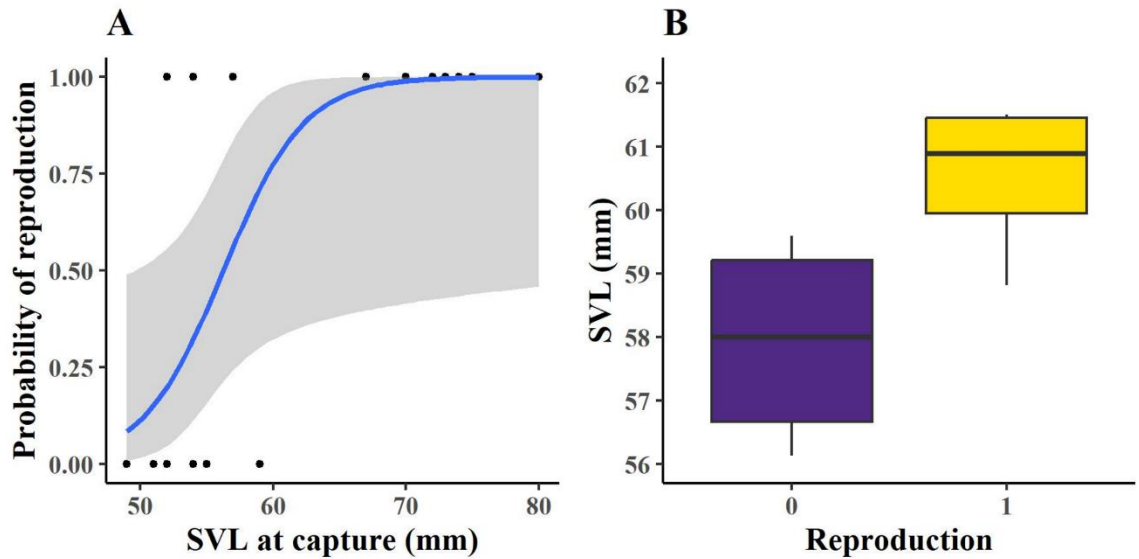 A
Probability of reproduction
1.00
0.75
0.50
0.25
0.00
50 60 70 80
SVL at capture (mm)
B
SVL (mm)
62
61
60
59
58
57
56
0 1
Reproduction